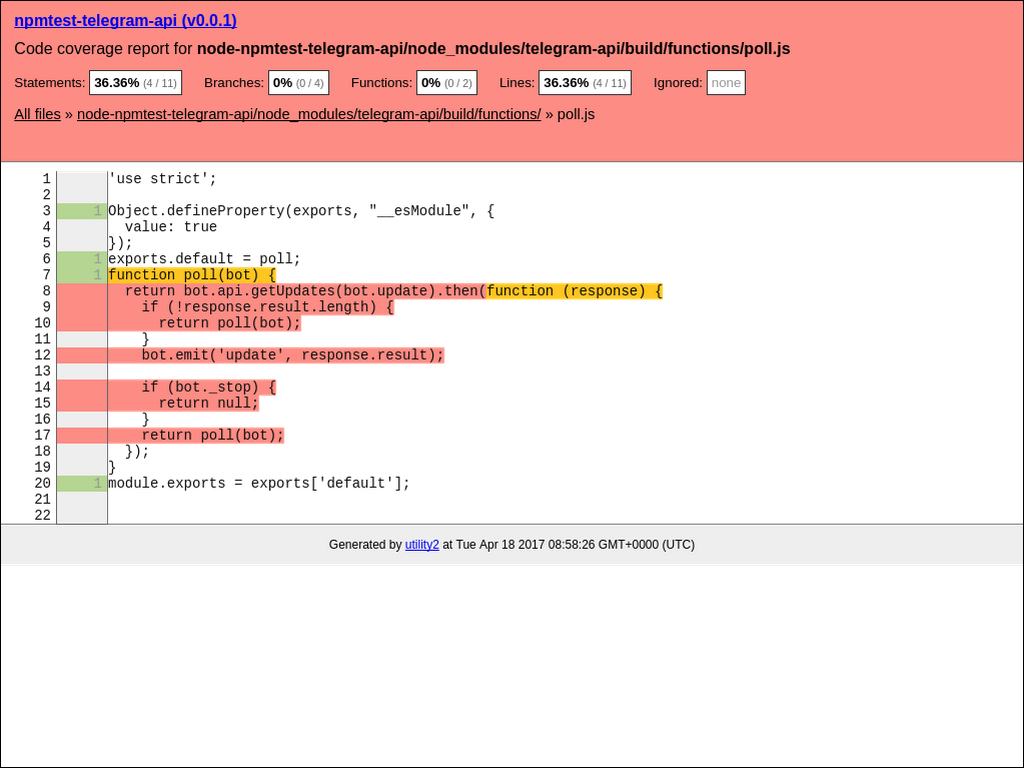 npmtest-telegram-api (v0.0.1)
Code coverage report for node-npmtest-telegram-api/node_modules/telegram-api/build/functions/poll.js
Statements: 36.36% (4 / 11) Branches: 0% (0 / 4) Functions: 0% (0 / 2) Lines: 36.36% (4 / 11) Ignored: none
All files » node-npmtest-telegram-api/node_modules/telegram-api/build/functions/ » poll.js
1 'use strict';
2
3 1 Object.defineProperty(exports, "__esModule", {
4   value: true
5 });
6 1 exports.default = poll;
7 1 function poll(bot) {
8   return bot.api.getUpdates(bot.update).then(function (response) {
9     if (!response.result.length) {
10       return poll(bot);
11     }
12     bot.emit('update', response.result);
13
14     if (bot._stop) {
15       return null;
16     }
17     return poll(bot);
18   });
19 }
20 1 module.exports = exports['default'];
21
22
Generated by utility2 at Tue Apr 18 2017 08:58:26 GMT+0000 (UTC)